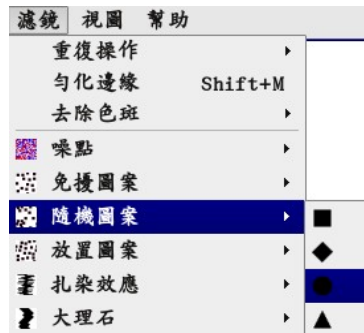 濾鏡 視圖 幫助
重復操作
勻化邊緣 Shift+M
去除色斑
噪點
免擾圖案
隨機圖案
放置圖案
扎染效應
大理石